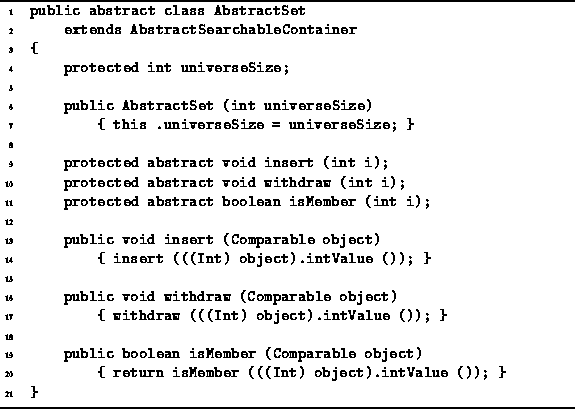 1 public abstract class AbstractSet
2 extends AbstractSearchableContainer
3 {
4 protected int universeSize;
5
6 public AbstractSet (int universeSize)
7 { this .universeSize = universeSize; }
8
9 protected abstract void insert (int i);
10 protected abstract void withdraw (int i);
11 protected abstract boolean isMember (int i);
12
13 public void insert (Comparable object)
14 { insert (((Int) object).intValue ()); }
15
16 public void withdraw (Comparable object)
17 { withdraw (((Int) object).intValue ()); }
18
19 public boolean isMember (Comparable object)
20 { return isMember (((Int) object).intValue ()); }
21 }